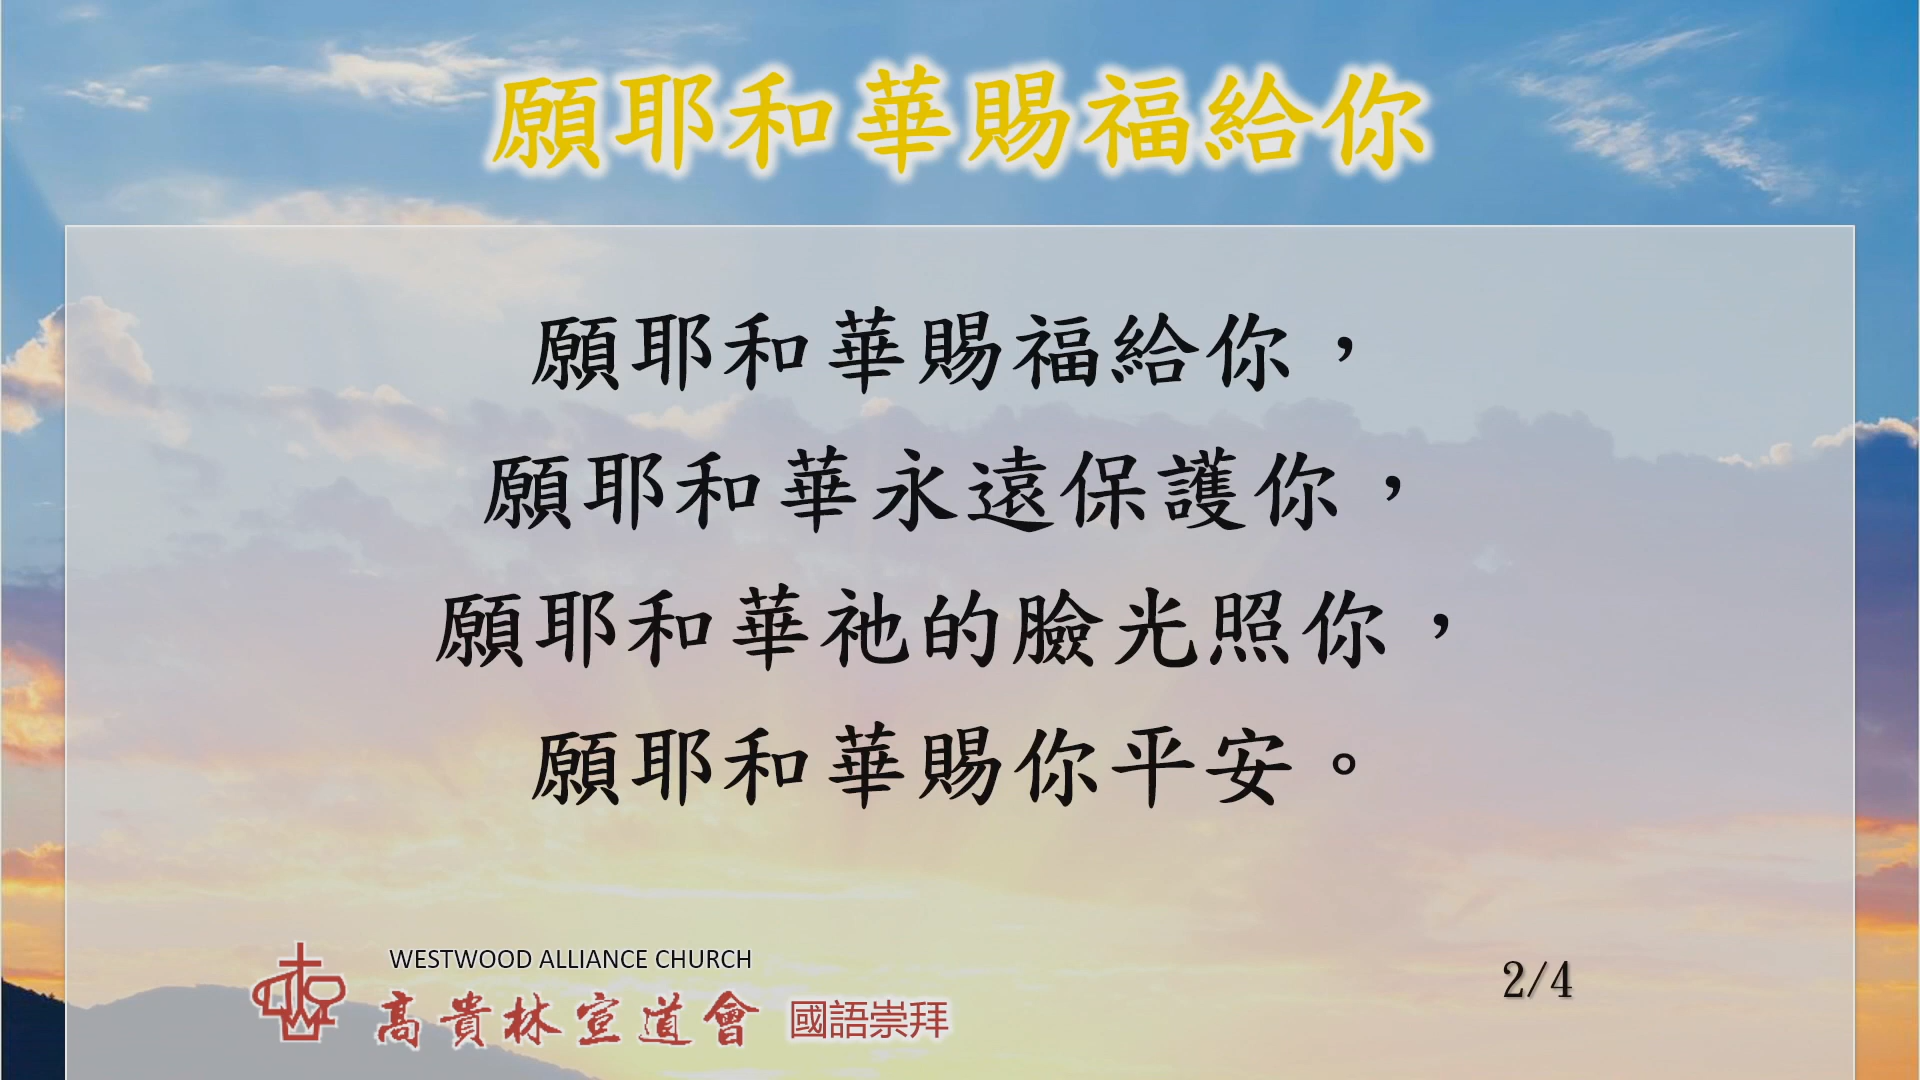 願耶和華賜福給你
願耶和華賜福給你，
願耶和華永遠保護你，
願耶和華祂的臉光照你，
願耶和華賜你平安。
WESTWOOD ALLIANCE CHURCH
高貴林宣道會 國語崇拜
2/4